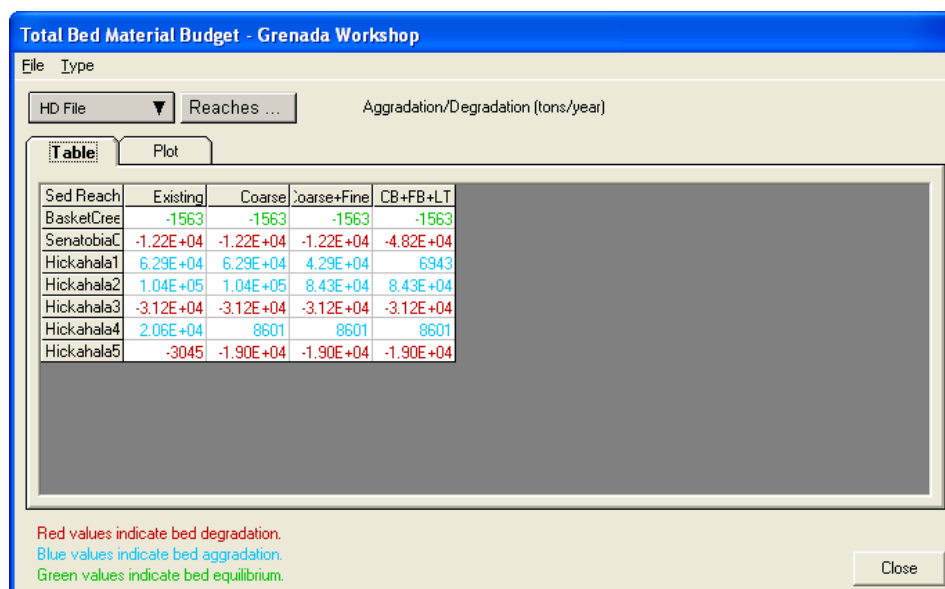 Total Bed Material Budget - Grenada Workshop
File Type
HD File ▼ Reaches ... Aggradation/Degradation (tons/year)
Table Plot
Sed Reach Existing Coarse Coarse+Fine CB+FB+LT
BasketCree -1563 -1563 -1563 -1563
SenatobiaC -1.22E+04 -1.22E+04 -1.22E+04 -4.82E+04
Hickahala1 6.29E+04 6.29E+04 4.29E+04 6943
Hickahala2 1.04E+05 1.04E+05 8.43E+04 8.43E+04
Hickahala3 -3.12E+04 -3.12E+04 -3.12E+04 -3.12E+04
Hickahala4 2.06E+04 8601 8601 8601
Hickahala5 -3045 -1.90E+04 -1.90E+04 -1.90E+04
Red values indicate bed degradation.
Blue values indicate bed aggradation.
Green values indicate bed equilibrium.
Close